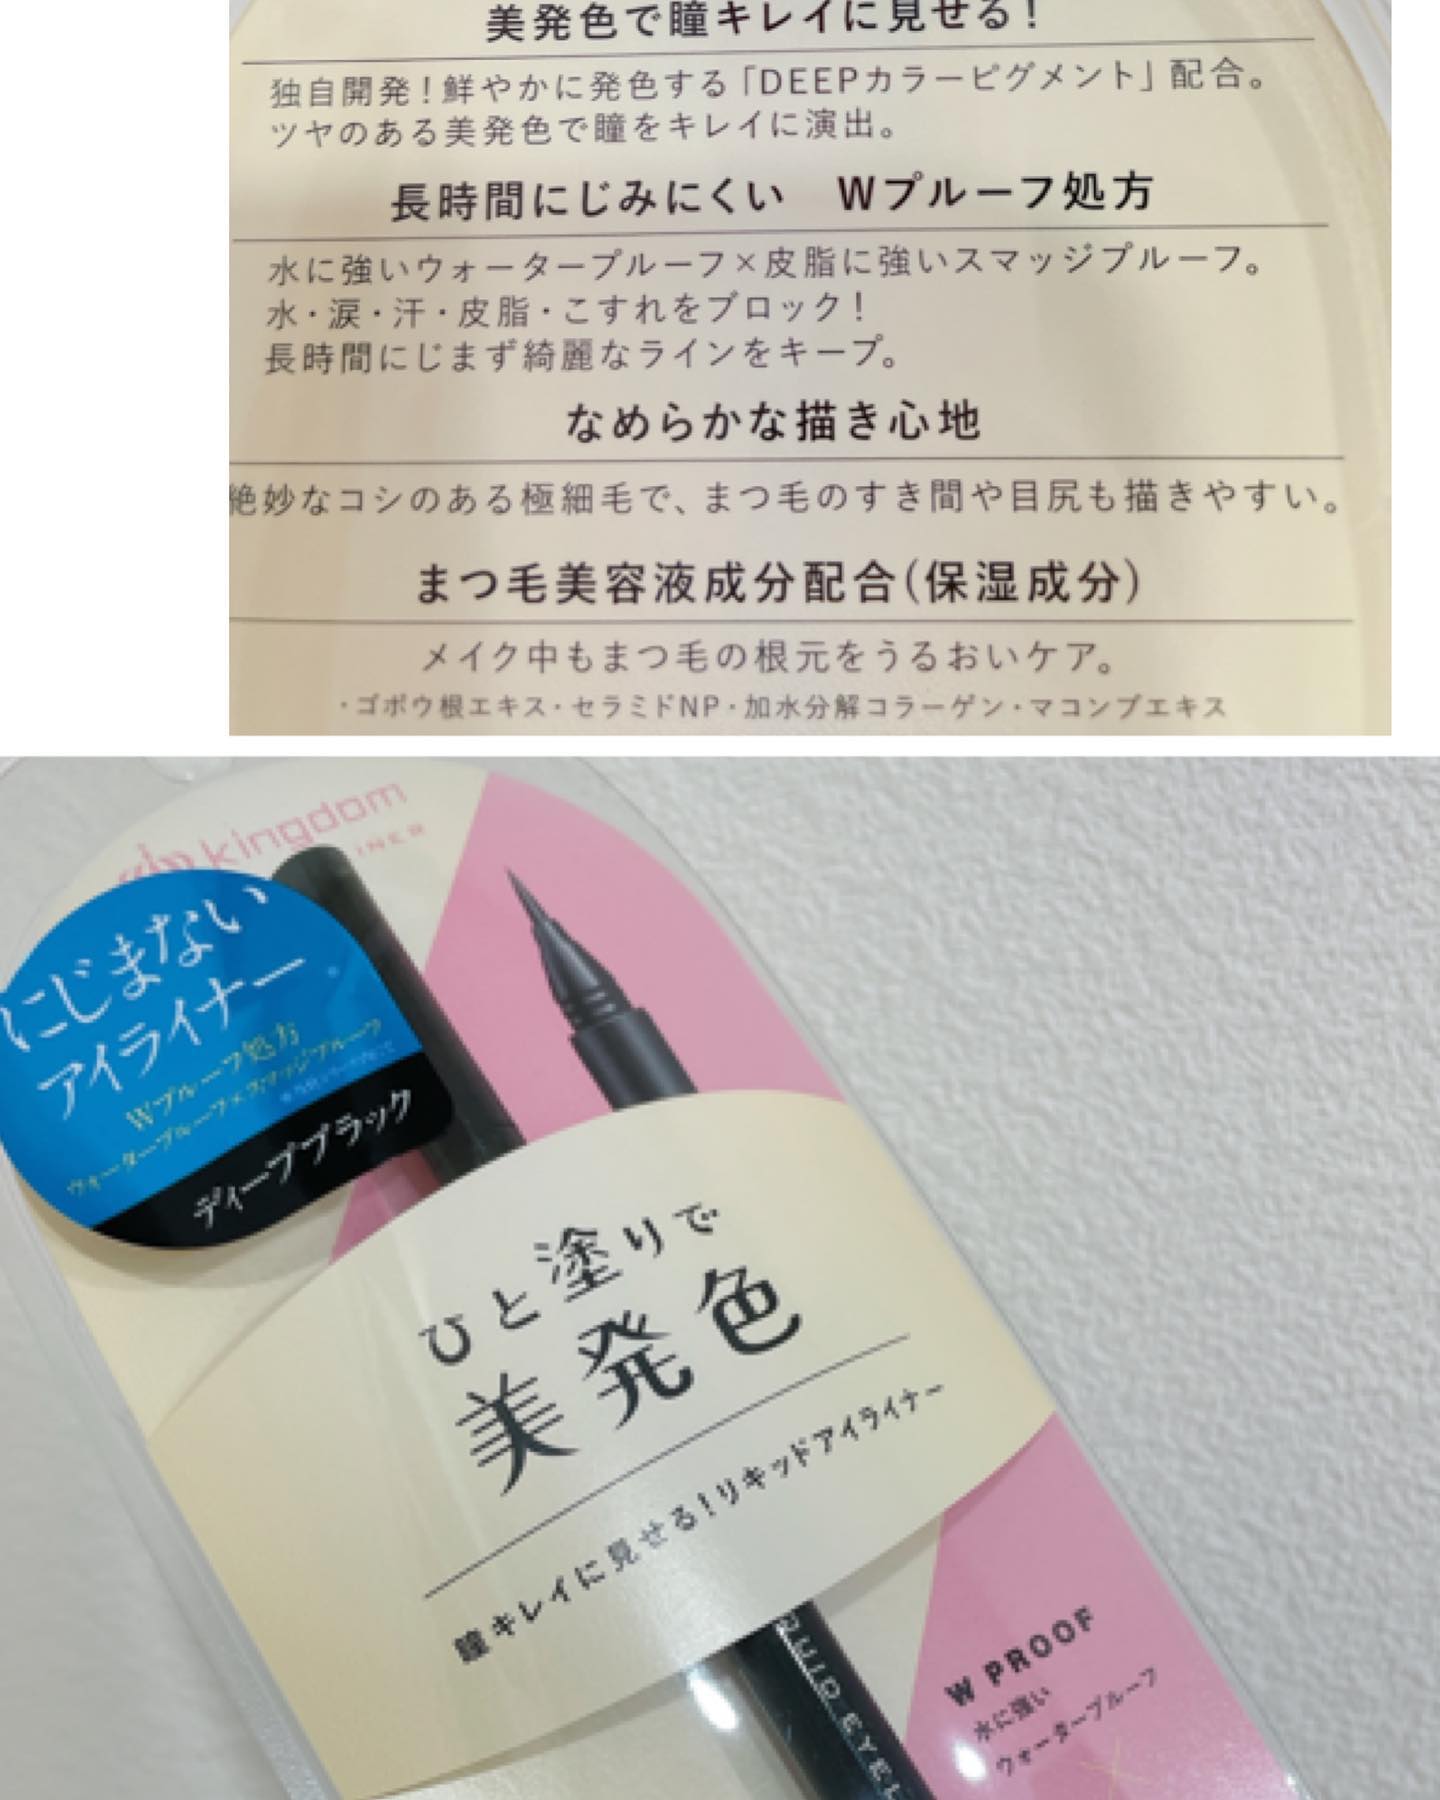 美発色で瞳キレイに見せる！
独自開発！鮮やかに発色する「DEEPカラーピグメント」配合。
ツヤのある美発色で瞳をキレイに演出。
長時間にじみにくい　Wプルーフ処方
水に強いウォータープルーフ×皮脂に強いスマッジプルーフ。
水・涙・汗・皮脂・こすれをブロック！
長時間にじまず綺麗なラインをキープ。
なめらかな描き心地
絶妙なコシのある極細毛で、まつ毛のすき間や目尻も描きやすい。
まつ毛美容液成分配合(保湿成分)
メイク中もまつ毛の根元をうるおいケア。
・ゴボウ根エキス・セラミドNP・加水分解コラーゲン・マコンブエキス
kingdom
にじまない
アイライナー
Wプルーフ処方
ウォータープルーフ×スマッジプルーフ
ディープブラック
ひと塗りで
美発色
瞳キレイに見せる！リキッドアイライナー
W PROOF
水に強い
ウォータープルーフ